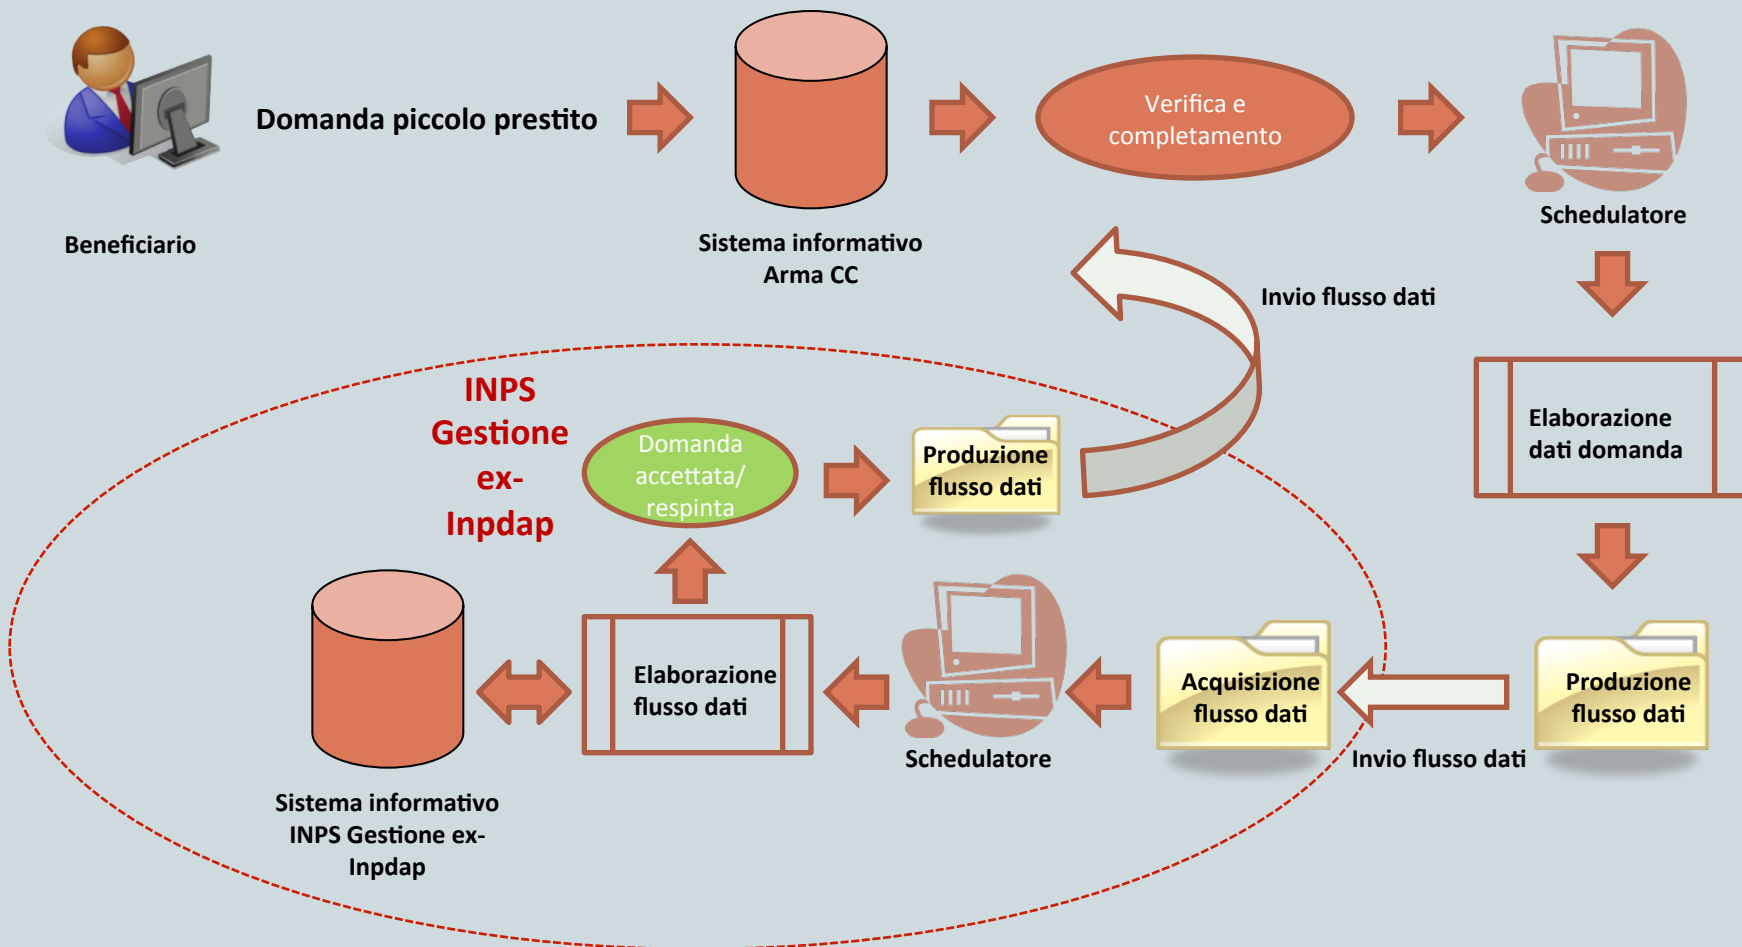 Domanda piccolo prestito
Verifica e
completamento
Schedulatore
Beneficiario
Sistema informativo
Arma CC
Invio flusso dati
INPS
Gestione
ex-
Inpdap
Domanda
accettata/
respinta
Produzione
flusso dati
Elaborazione
dati domanda
Elaborazione
flusso dati
Schedulatore
Acquisizione
flusso dati
Produzione
flusso dati
Invio flusso dati
Sistema informativo
INPS Gestione ex-
Inpdap